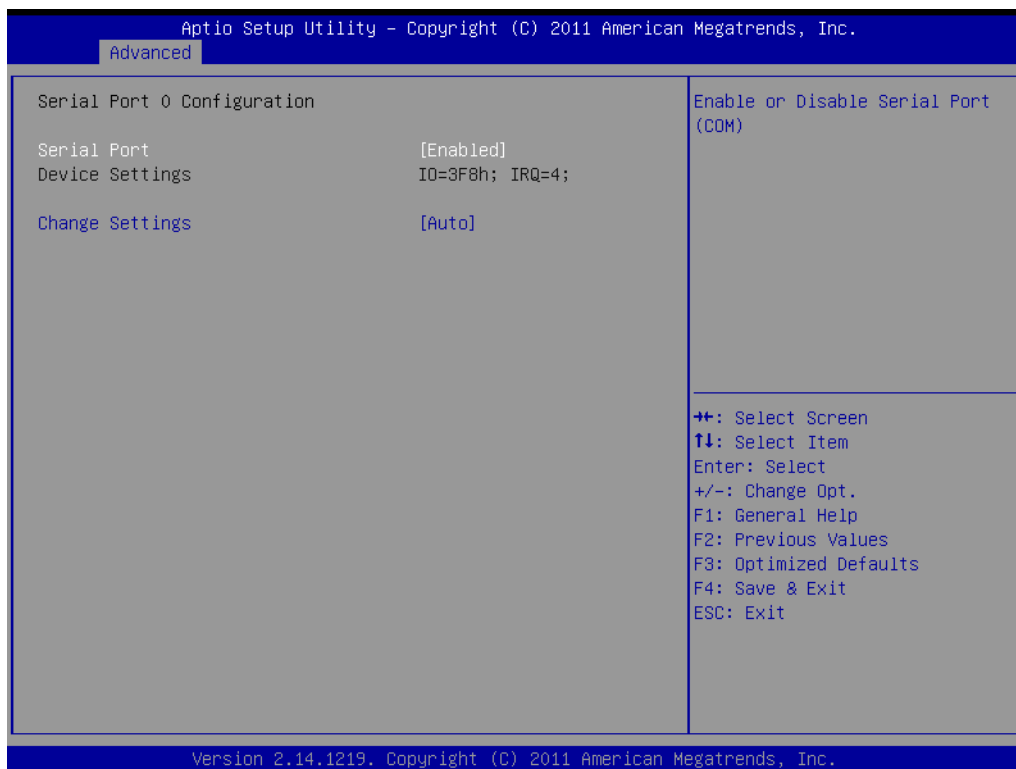 Aptio Setup Utility – Copyright (C) 2011 American Megatrends, Inc.
Advanced
Serial Port 0 Configuration
Serial Port [Enabled]
Device Settings IO=3F8h; IRQ=4;
Change Settings [Auto]
Enable or Disable Serial Port
(COM)
→←: Select Screen
↑↓: Select Item
Enter: Select
+/-: Change Opt.
F1: General Help
F2: Previous Values
F3: Optimized Defaults
F4: Save & Exit
ESC: Exit
Version 2.14.1219. Copyright (C) 2011 American Megatrends, Inc.